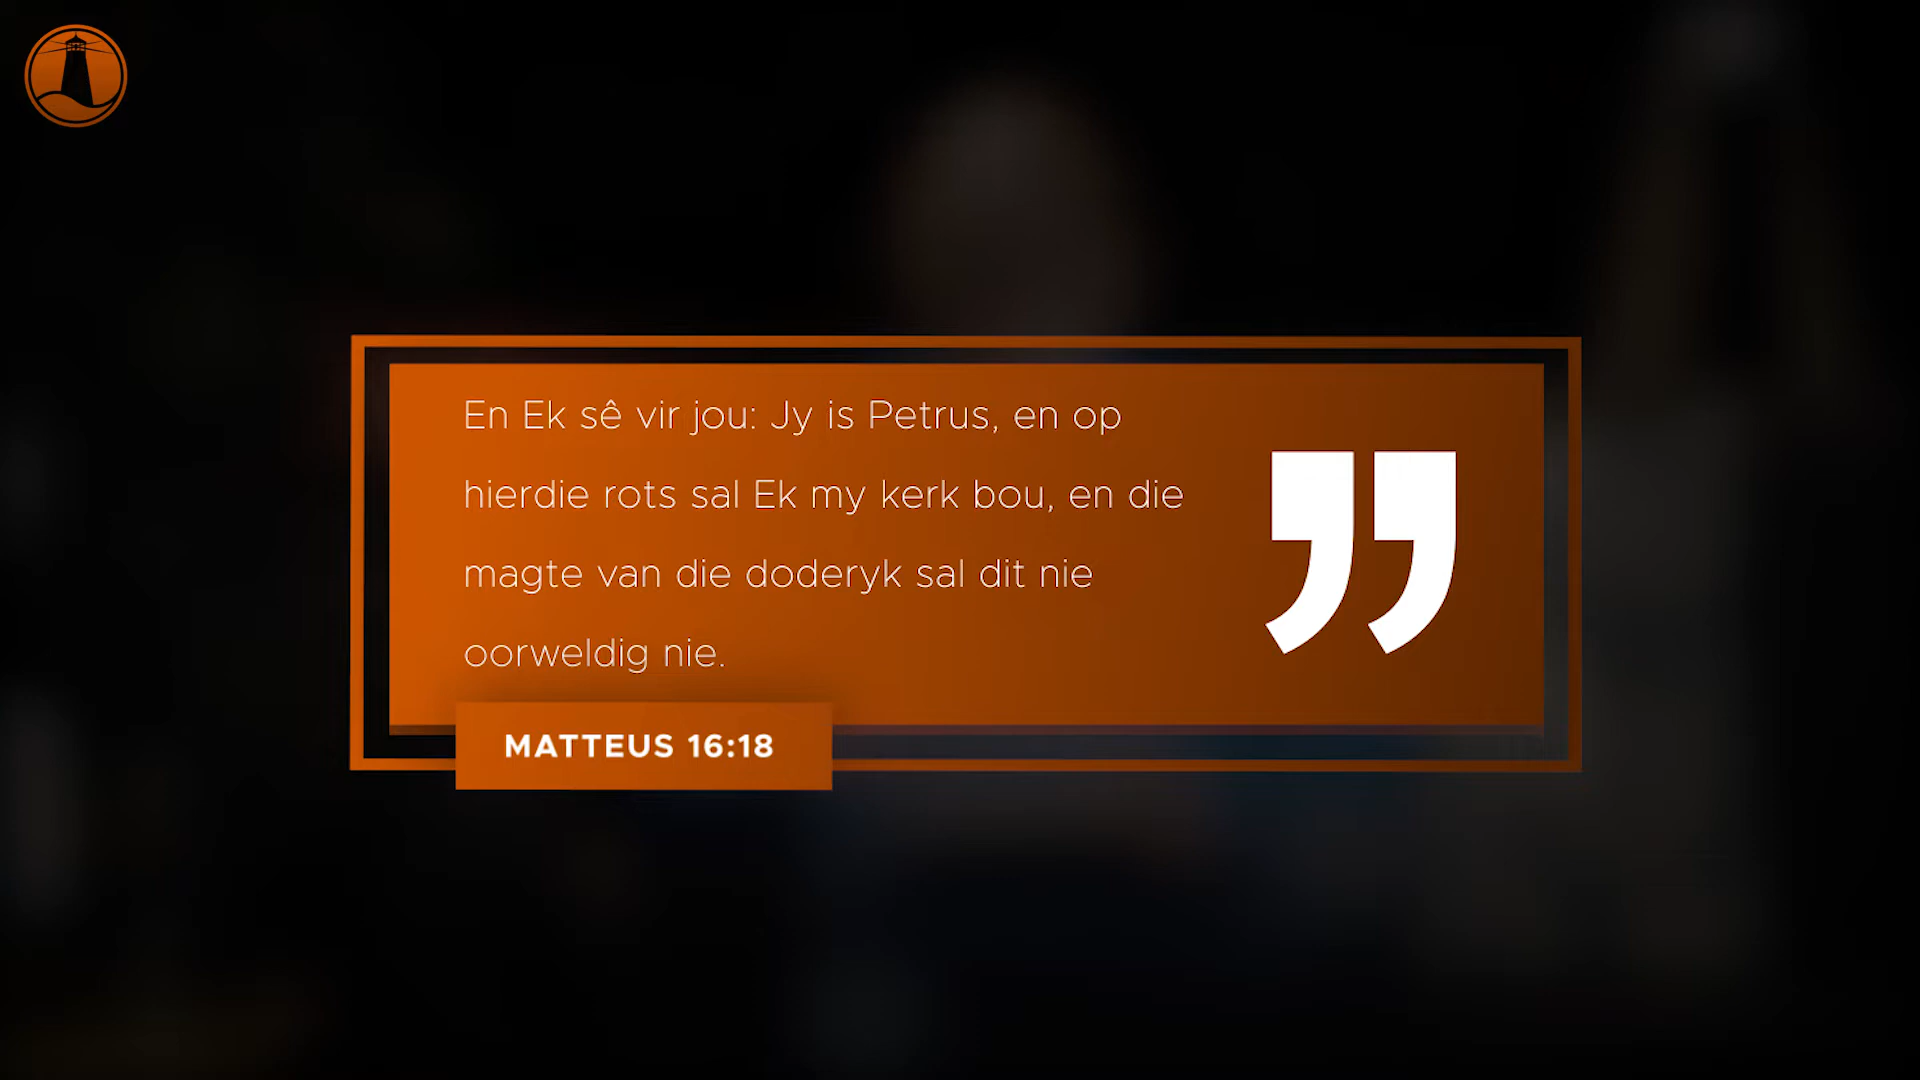 En Ek sê vir jou: Jy is Petrus, en op
hierdie rots sal Ek my kerk bou, en die
magte van die doderyk sal dit nie
oorweldig nie.
MATTEUS 16:18